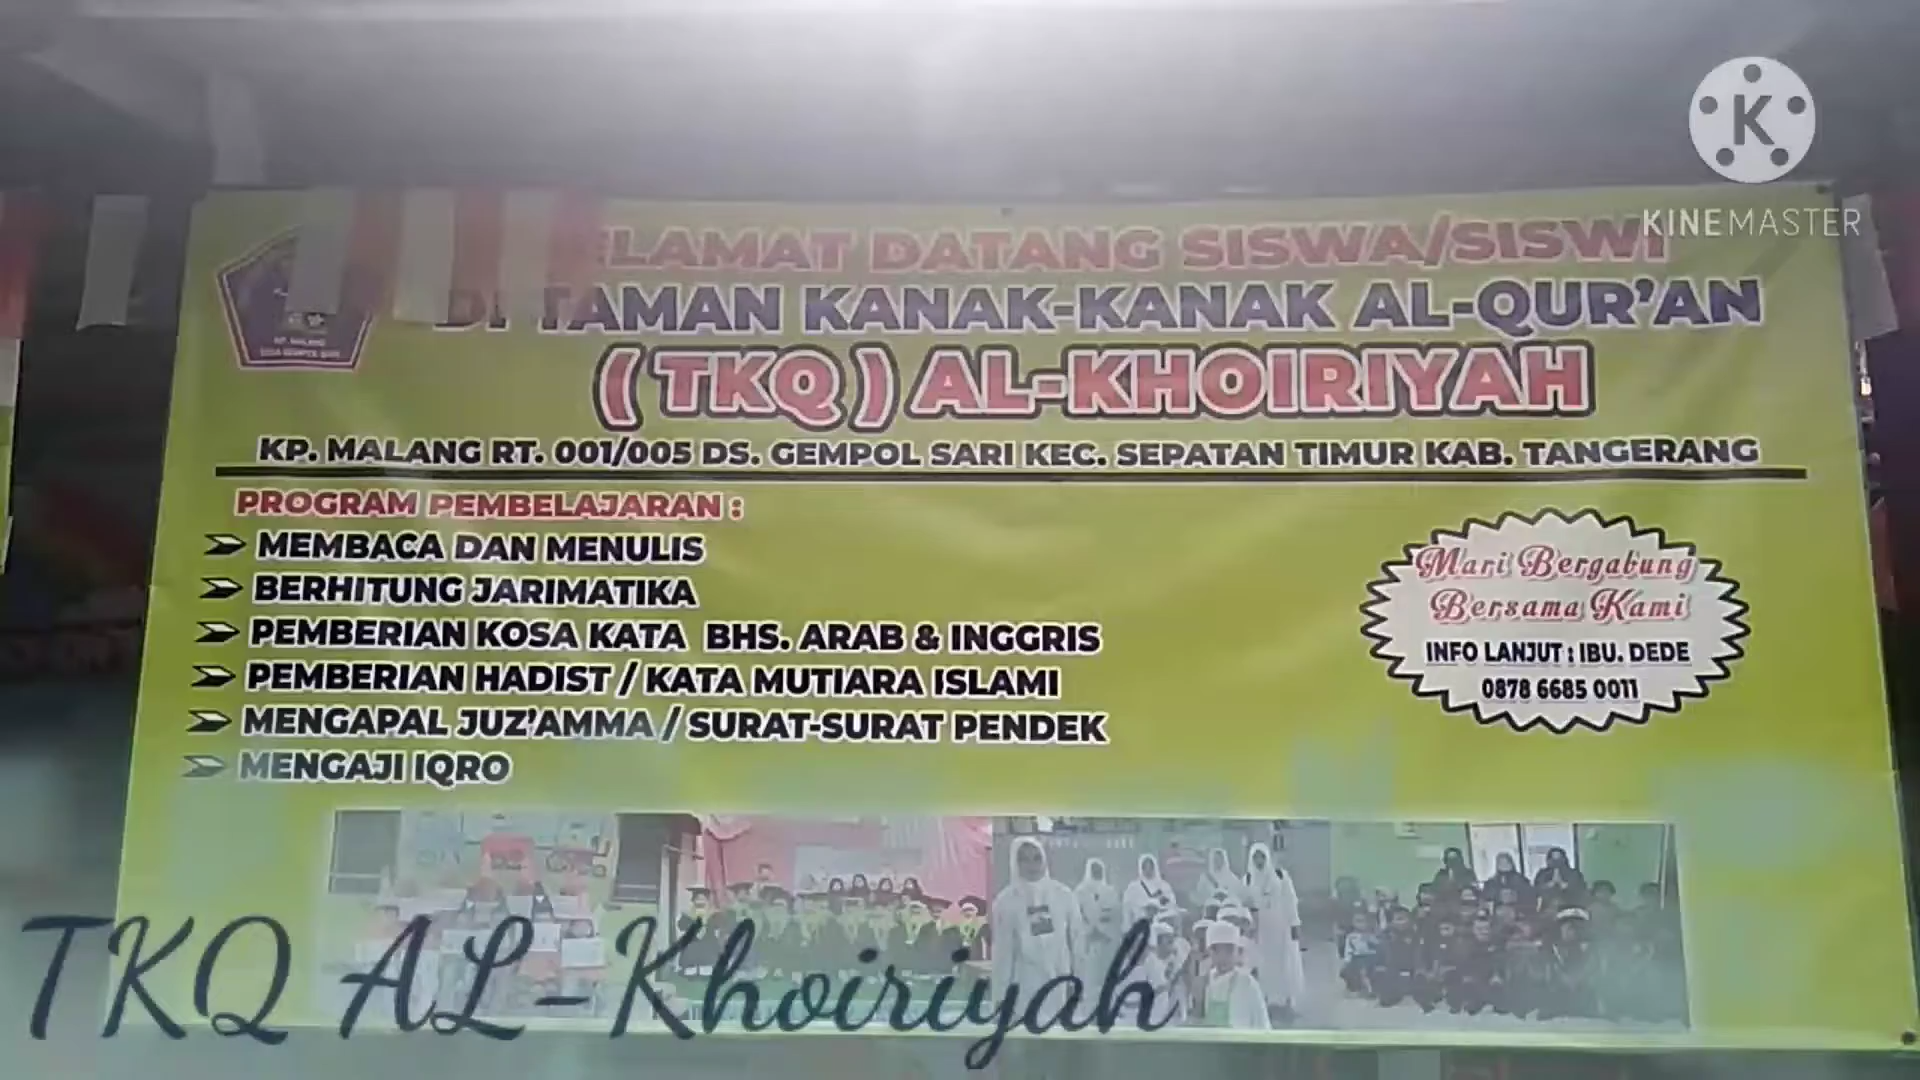 KINEMASTER
SELAMAT DATANG SISWA/SISWI
DI TAMAN KANAK-KANAK AL-QUR'AN
( TKQ ) AL-KHOIRIYAH
KP. MALANG RT. 001/005 DS. GEMPOL SARI KEC. SEPATAN TIMUR KAB. TANGERANG
PROGRAM PEMBELAJARAN :
MEMBACA DAN MENULIS
BERHITUNG JARIMATIKA
PEMBERIAN KOSA KATA BHS. ARAB & INGGRIS
PEMBERIAN HADIST / KATA MUTIARA ISLAMI
MENGAPAL JUZ'AMMA / SURAT-SURAT PENDEK
MENGAJI IQRO
Mari Bergabung
Bersama Kami
INFO LANJUT : IBU. DEDE
0878 6685 0011
TKQ AL-Khoiriyah